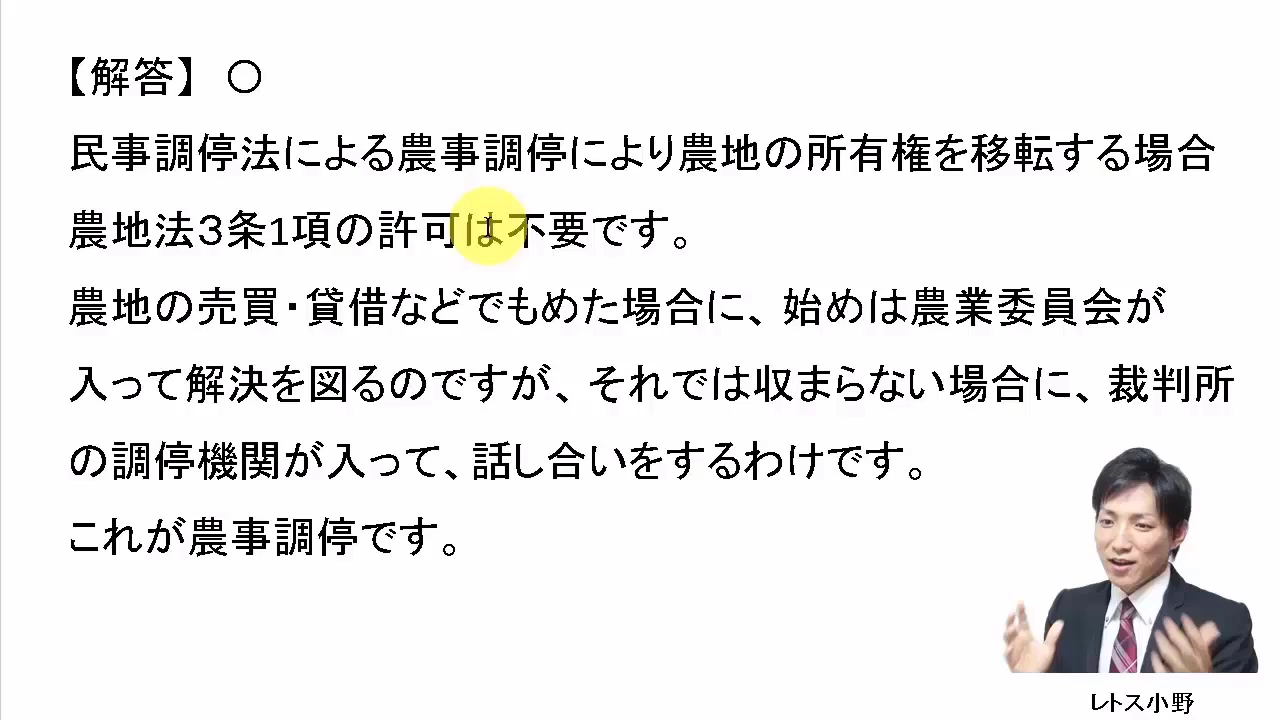 【解答】 ○
民事調停法による農事調停により農地の所有権を移転する場合
農地法３条1項の許可は不要です。
農地の売買・貸借などでもめた場合に、始めは農業委員会が
入って解決を図るのですが、それでは収まらない場合に、裁判所
の調停機関が入って、話し合いをするわけです。
これが農事調停です。
レトス小野